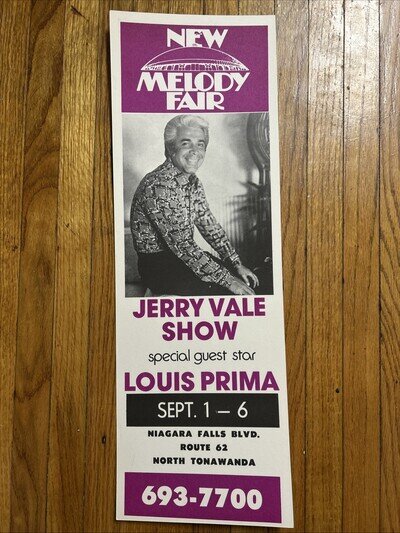 NEW
MELODY
FAIR
JERRY VALE
SHOW
special guest star
LOUIS PRIMA
SEPT. 1 – 6
NIAGARA FALLS BLVD.
ROUTE 62
NORTH TONAWANDA
693-7700